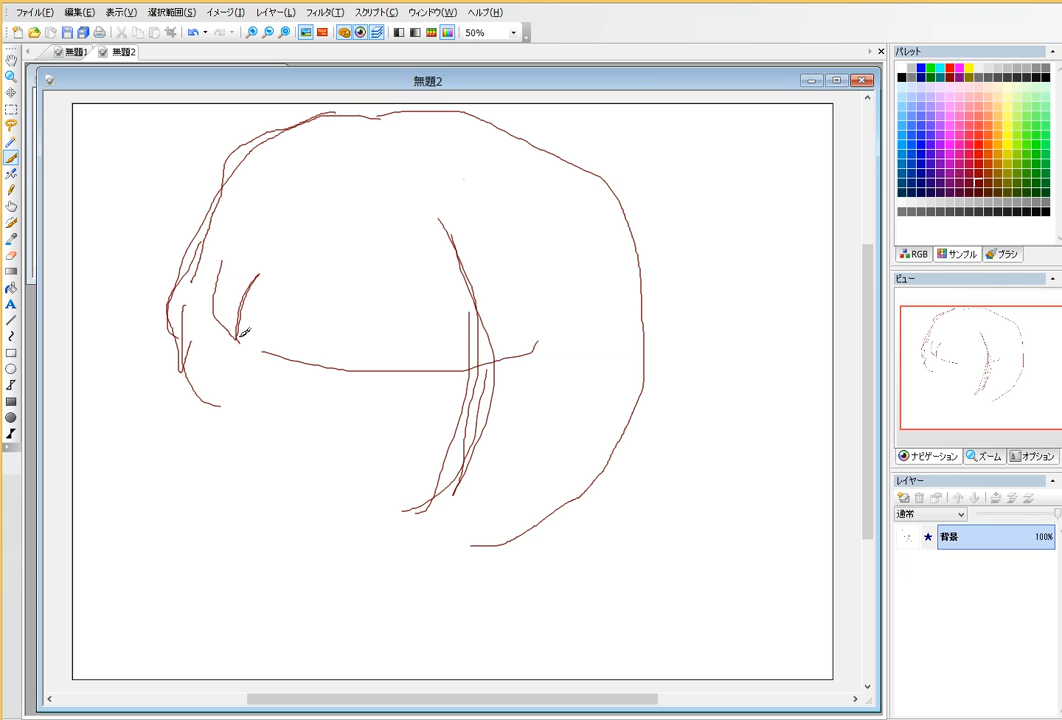 ファイル(F) 編集(E) 表示(V) 選択範囲(S) イメージ(I) レイヤー(L) フィルタ(T) スクリプト(C) ウィンドウ(W) ヘルプ(H)
50%
無題1 無題2
無題2
パレット
RGB サンプル ブラシ
ビュー
ナビゲーション ズーム オプション
レイヤー
通常
背景 100%